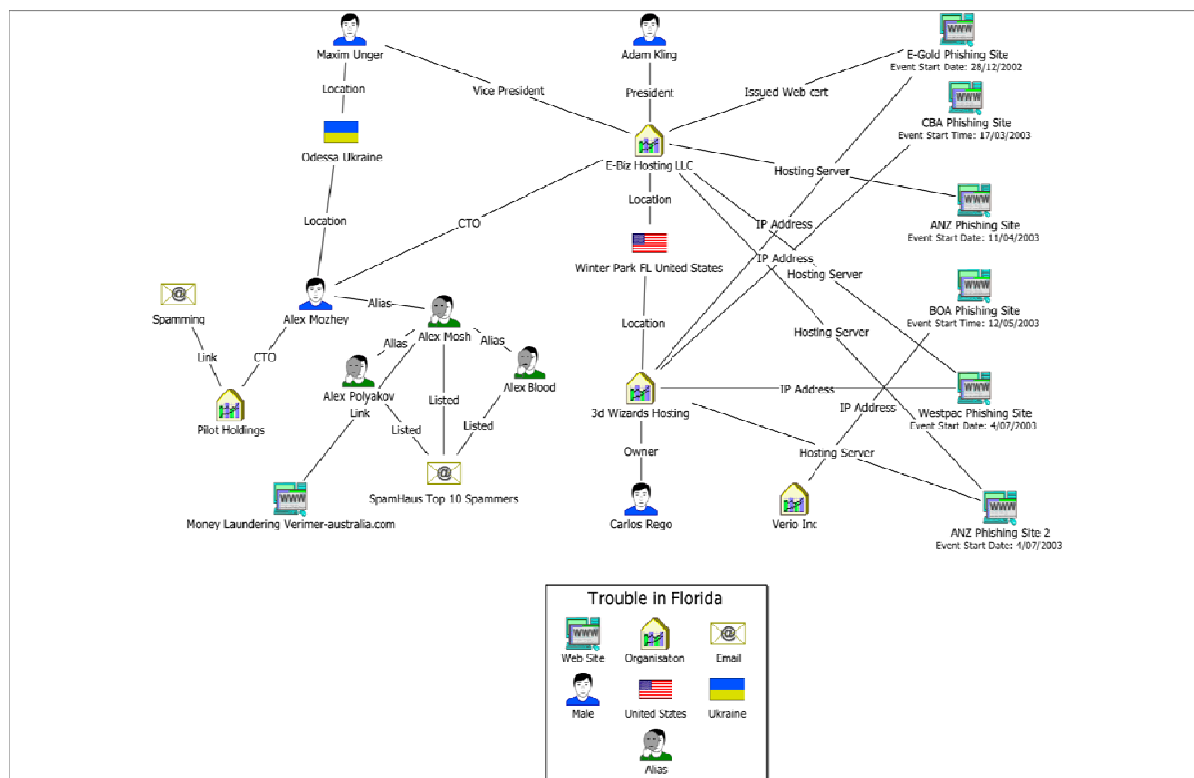 Maxim Unger
Adam Kling
E-Gold Phishing Site
Event Start Date: 28/12/2002
Location
Vice President
President
Issued Web cert
CBA Phishing Site
Event Start Time: 17/03/2003
Odessa Ukraine
E-Biz Hosting LLC
Hosting Server
Location
Location
CTO
IP Address
ANZ Phishing Site
Event Start Date: 11/04/2003
Winter Park FL United States
IP Address
Hosting Server
Spamming
Alex Mozhey
Alias
Alex Mosh
BOA Phishing Site
Event Start Time: 12/05/2003
Location
Hosting Server
Link
CTO
Alias
Alias
Alex Blood
Alex Polyakov
Link
Listed
3d Wizards Hosting
IP Address
IP Address
Westpac Phishing Site
Event Start Date: 4/07/2003
Pilot Holdings
Listed
Listed
Owner
Hosting Server
SpamHaus Top 10 Spammers
Money Laundering Verimer-australia.com
Carlos Rego
Verio Inc
ANZ Phishing Site 2
Event Start Date: 4/07/2003
Trouble in Florida
Web Site
Organisation
Email
Male
United States
Ukraine
Alias